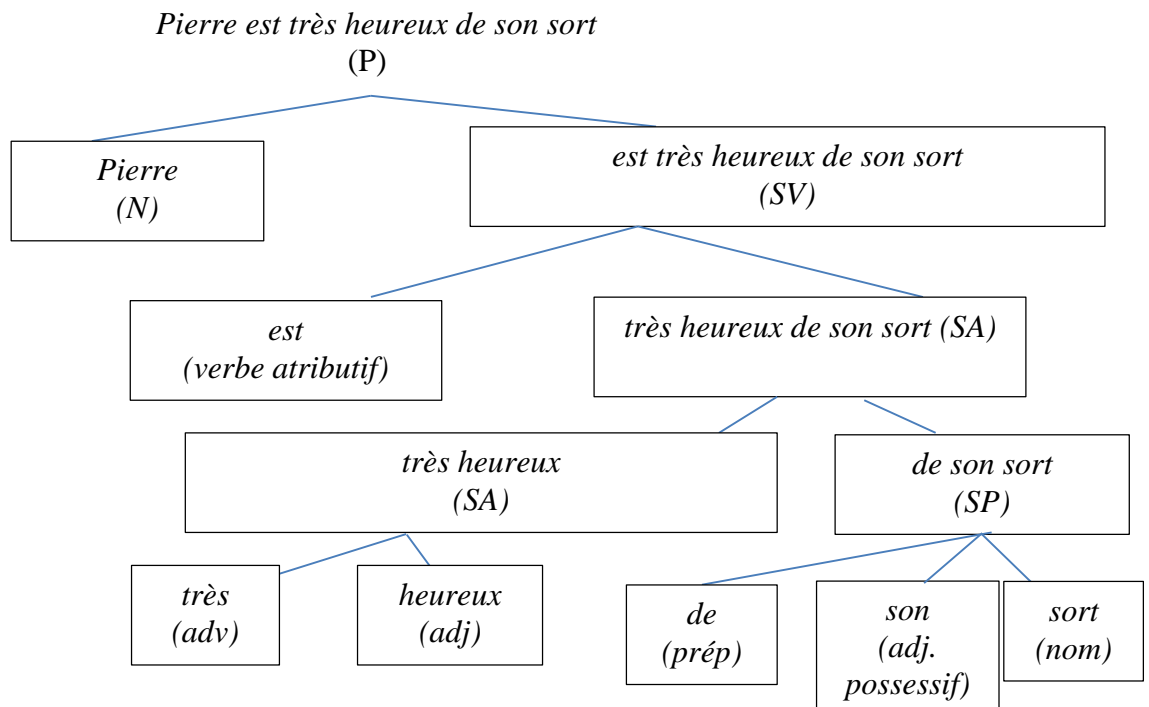 Pierre est très heureux de son sort
(P)
Pierre
(N)
est très heureux de son sort
(SV)
est
(verbe atributif)
très heureux de son sort (SA)
très heureux
(SA)
de son sort
(SP)
très
(adv)
heureux
(adj)
de
(prép)
son
(adj.
possessif)
sort
(nom)